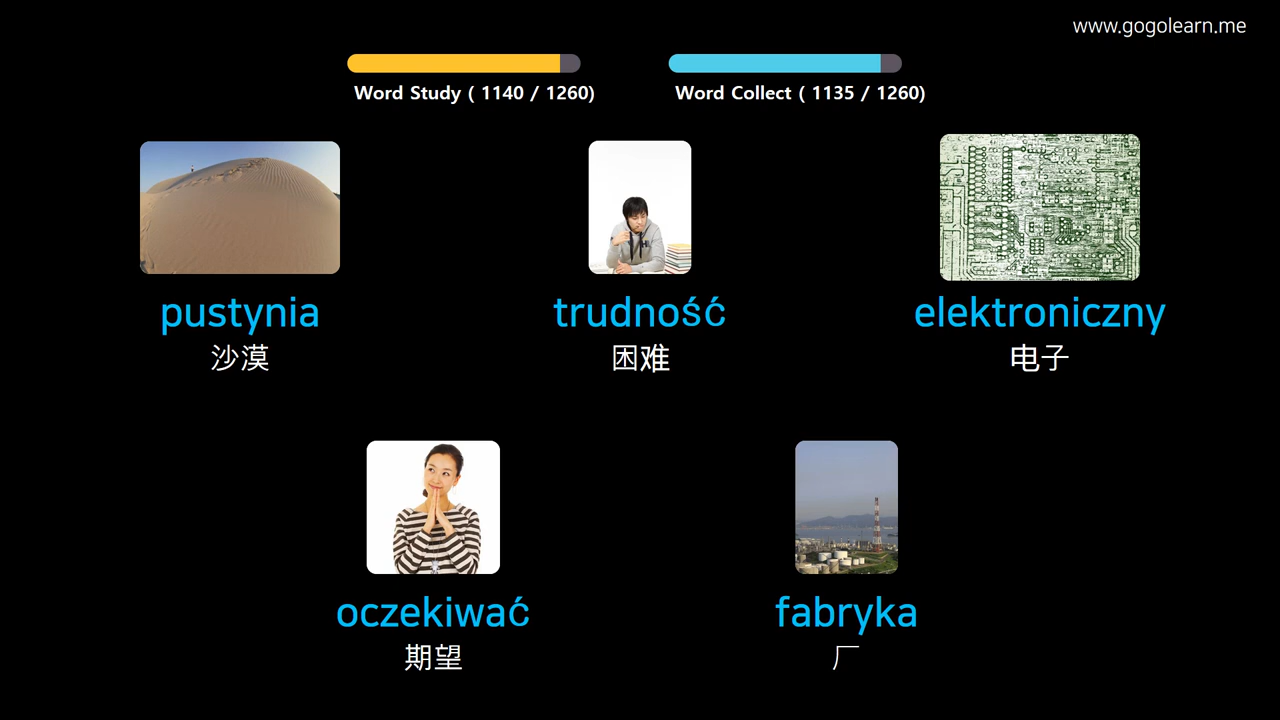 www.gogolearn.me
Word Study ( 1140 / 1260)
Word Collect ( 1135 / 1260)
pustynia
沙漠
trudność
困难
elektroniczny
电子
oczekiwać
期望
fabryka
厂